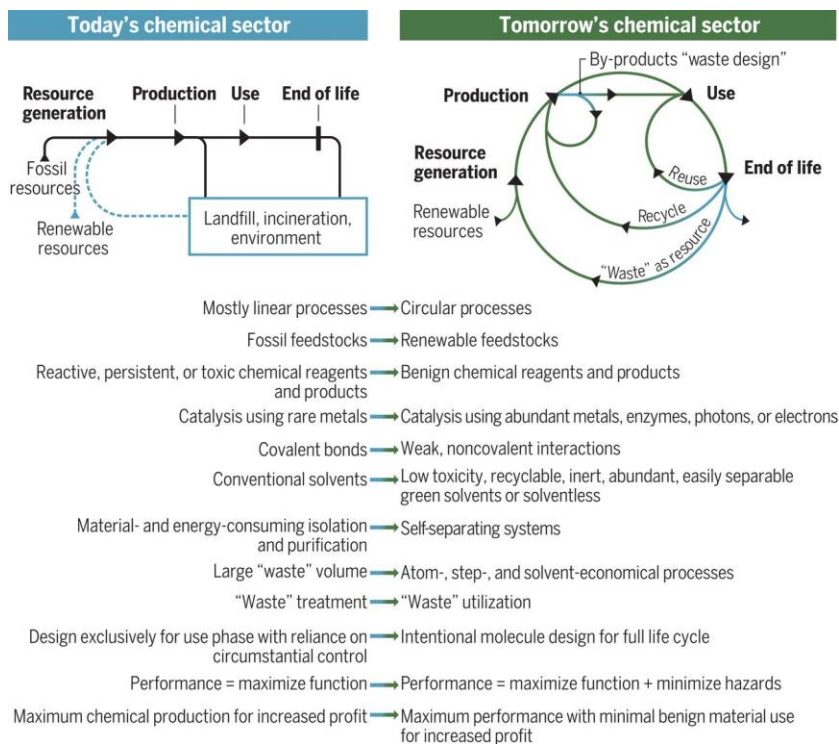 Today's chemical sector
Tomorrow's chemical sector
Resource
generation
Production
Use
End of life
Fossil
resources
Renewable
resources
Landfill, incineration,
environment
By-products "waste design"
Production
Use
Resource
generation
End of life
Renewable
resources
Reuse
Recycle
"Waste" as resource
Mostly linear processes
Circular processes
Fossil feedstocks
Renewable feedstocks
Reactive, persistent, or toxic chemical reagents
and products
Benign chemical reagents and products
Catalysis using rare metals
Catalysis using abundant metals, enzymes, photons, or electrons
Covalent bonds
Weak, noncovalent interactions
Conventional solvents
Low toxicity, recyclable, inert, abundant, easily separable
green solvents or solventless
Material- and energy-consuming isolation
and purification
Self-separating systems
Large "waste" volume
Atom-, step-, and solvent-economical processes
"Waste" treatment
"Waste" utilization
Design exclusively for use phase with reliance on
circumstantial control
Intentional molecule design for full life cycle
Performance = maximize function
Performance = maximize function + minimize hazards
Maximum chemical production for increased profit
Maximum performance with minimal benign material use
for increased profit